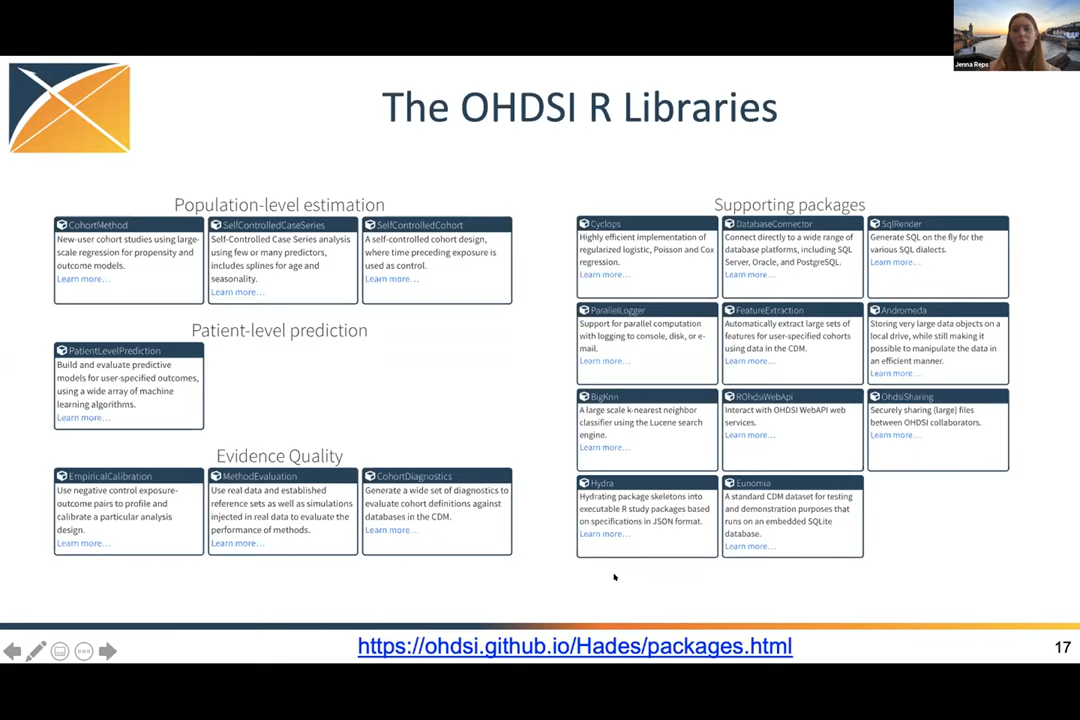 Jenna Reps
The OHDSI R Libraries
Population-level estimation
CohortMethod
New-user cohort studies using large-
scale regression for propensity and
outcome models.
Learn more…
SelfControlledCaseSeries
Self-Controlled Case Series analysis
using few or many predictors,
includes splines for age and
seasonality.
Learn more…
SelfControlledCohort
A self-controlled cohort design,
where time preceding exposure is
used as control.
Learn more…
Patient-level prediction
PatientLevelPrediction
Build and evaluate predictive
models for user-specified outcomes,
using a wide array of machine
learning algorithms.
Learn more…
Evidence Quality
EmpiricalCalibration
Use negative control exposure-
outcome pairs to profile and
calibrate a particular analysis
design.
Learn more…
MethodEvaluation
Use real data and established
reference sets as well as simulations
injected in real data to evaluate the
performance of methods.
Learn more…
CohortDiagnostics
Generate a wide set of diagnostics to
evaluate cohort definitions against
databases in the CDM.
Learn more…
Supporting packages
Cyclops
Highly efficient implementation of
regularized logistic, Poisson and Cox
regression.
Learn more…
DatabaseConnector
Connect directly to a wide range of
database platforms, including SQL
Server, Oracle, and PostgreSQL.
Learn more…
SqlRender
Generate SQL on the fly for the
various SQL dialects.
Learn more…
ParallelLogger
Support for parallel computation
with logging to console, disk, or e-
mail.
Learn more…
FeatureExtraction
Automatically extract large sets of
features for user-specified cohorts
using data in the CDM.
Learn more…
Andromeda
Storing very large data objects on a
local drive, while still making it
possible to manipulate the data in
an efficient manner.
Learn more…
BigKnn
A large scale k-nearest neighbor
classifier using the Lucene search
engine.
Learn more…
ROhdsiWebApi
Interact with OHDSI WebAPI web
services.
Learn more…
OhdsiSharing
Securely sharing (large) files
between OHDSI collaborators.
Learn more…
Hydra
Hydrating package skeletons into
executable R study packages based
on specifications in JSON format.
Learn more…
Eunomia
A standard CDM dataset for testing
and demonstration purposes that
runs on an embedded SQLite
database.
Learn more…
https://ohdsi.github.io/Hades/packages.html
17